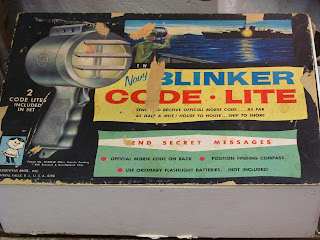 Navy
BLINKER
CODE • LITE
2
CODE LITES
INCLUDED
IN SET
SEND AND RECEIVE OFFICIAL MORSE CODE... AS FAR
AS HALF A MILE! HOUSE TO HOUSE... SHIP TO SHORE
END SECRET MESSAGES
• OFFICIAL MORSE CODE ON BACK • POSITION FINDING COMPASS
• USE ORDINARY FLASHLIGHT BATTERIES...(NOT INCLUDED)